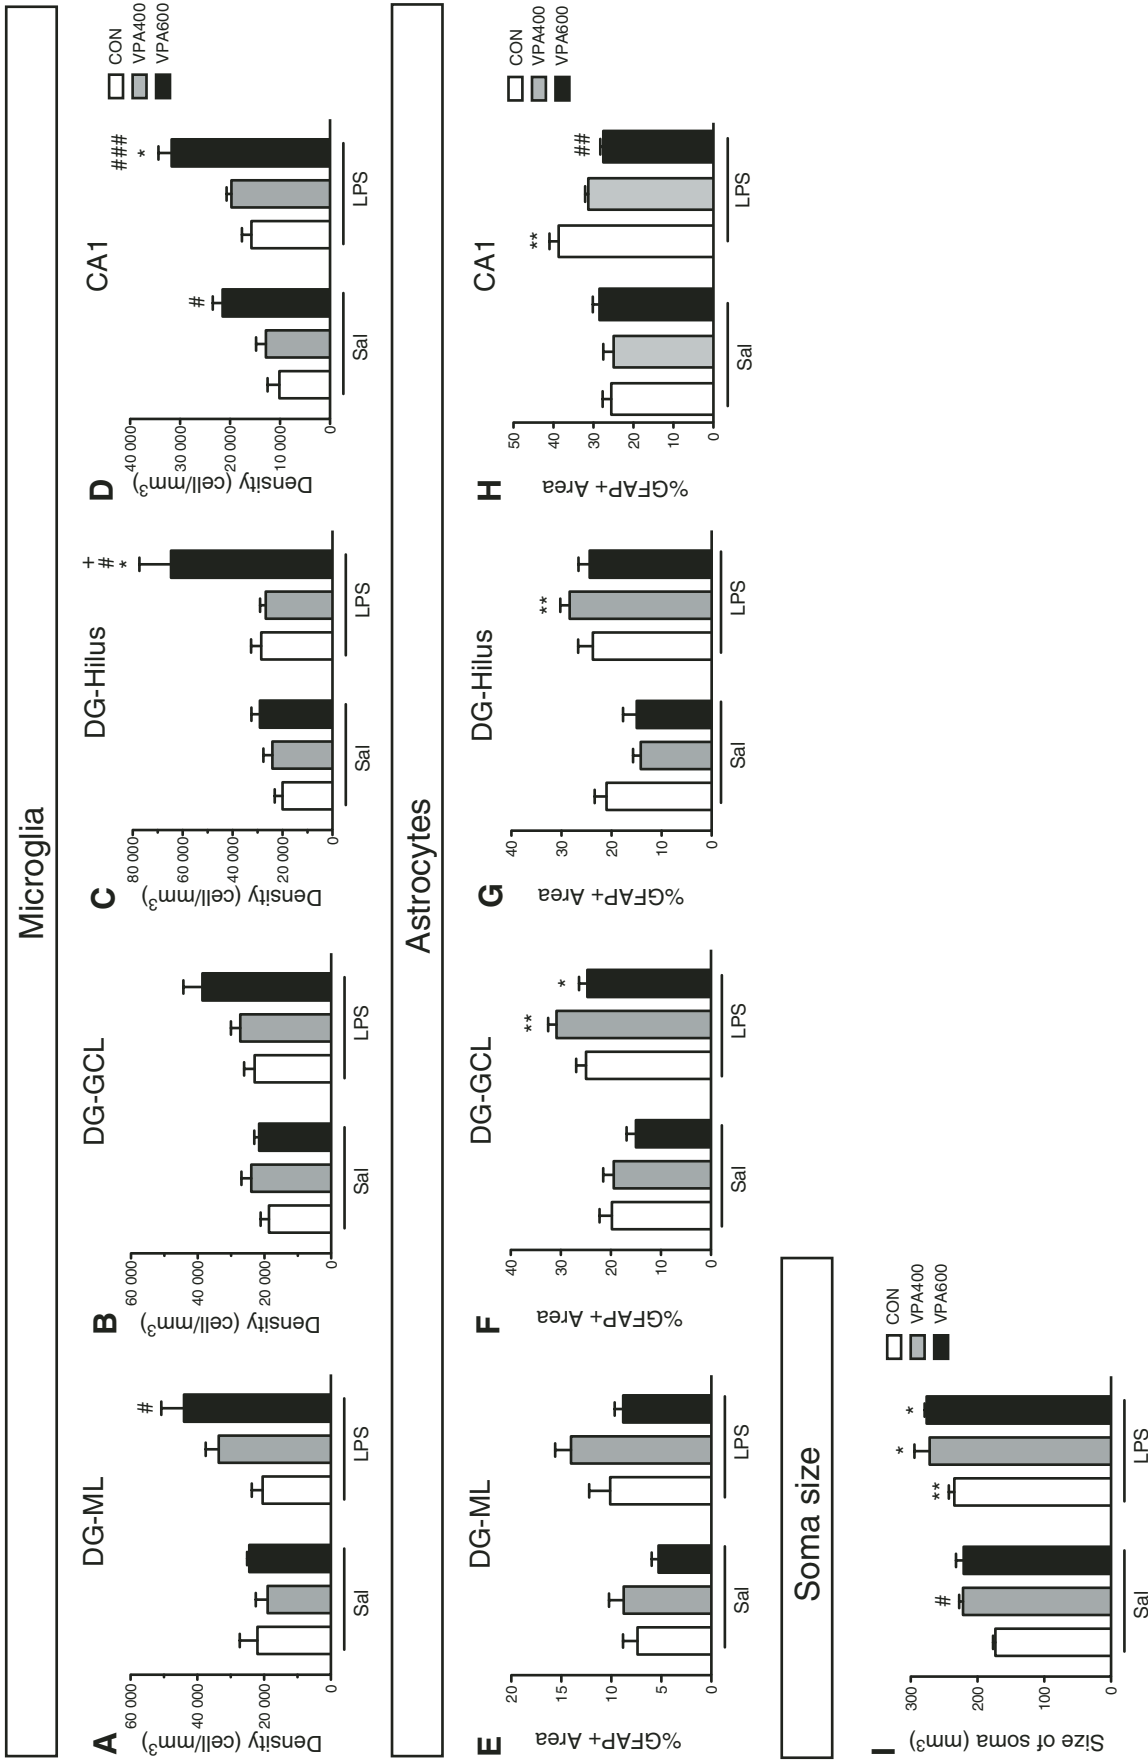 Microglia
A
DG-ML
Density (cell/mm³)
60 000
40 000
20 000
0
#
Sal
LPS
B
DG-GCL
Density (cell/mm³)
60 000
40 000
20 000
0
Sal
LPS
C
DG-Hilus
Density (cell/mm³)
80 000
60 000
40 000
20 000
0
+
#
*
Sal
LPS
D
CA1
Density (cell/mm³)
40 000
30 000
20 000
10 000
0
#
###
*
Sal
LPS
CON
VPA400
VPA600
Astrocytes
E
DG-ML
%GFAP+ Area
20
15
10
5
0
Sal
LPS
F
DG-GCL
%GFAP+ Area
40
30
20
10
0
**
*
Sal
LPS
G
DG-Hilus
%GFAP+ Area
40
30
20
10
0
**
Sal
LPS
H
CA1
%GFAP+ Area
50
40
30
20
10
0
**
##
Sal
LPS
CON
VPA400
VPA600
Soma size
I
Size of soma (mm³)
300
200
100
0
#
**
*
*
Sal
LPS
CON
VPA400
VPA600